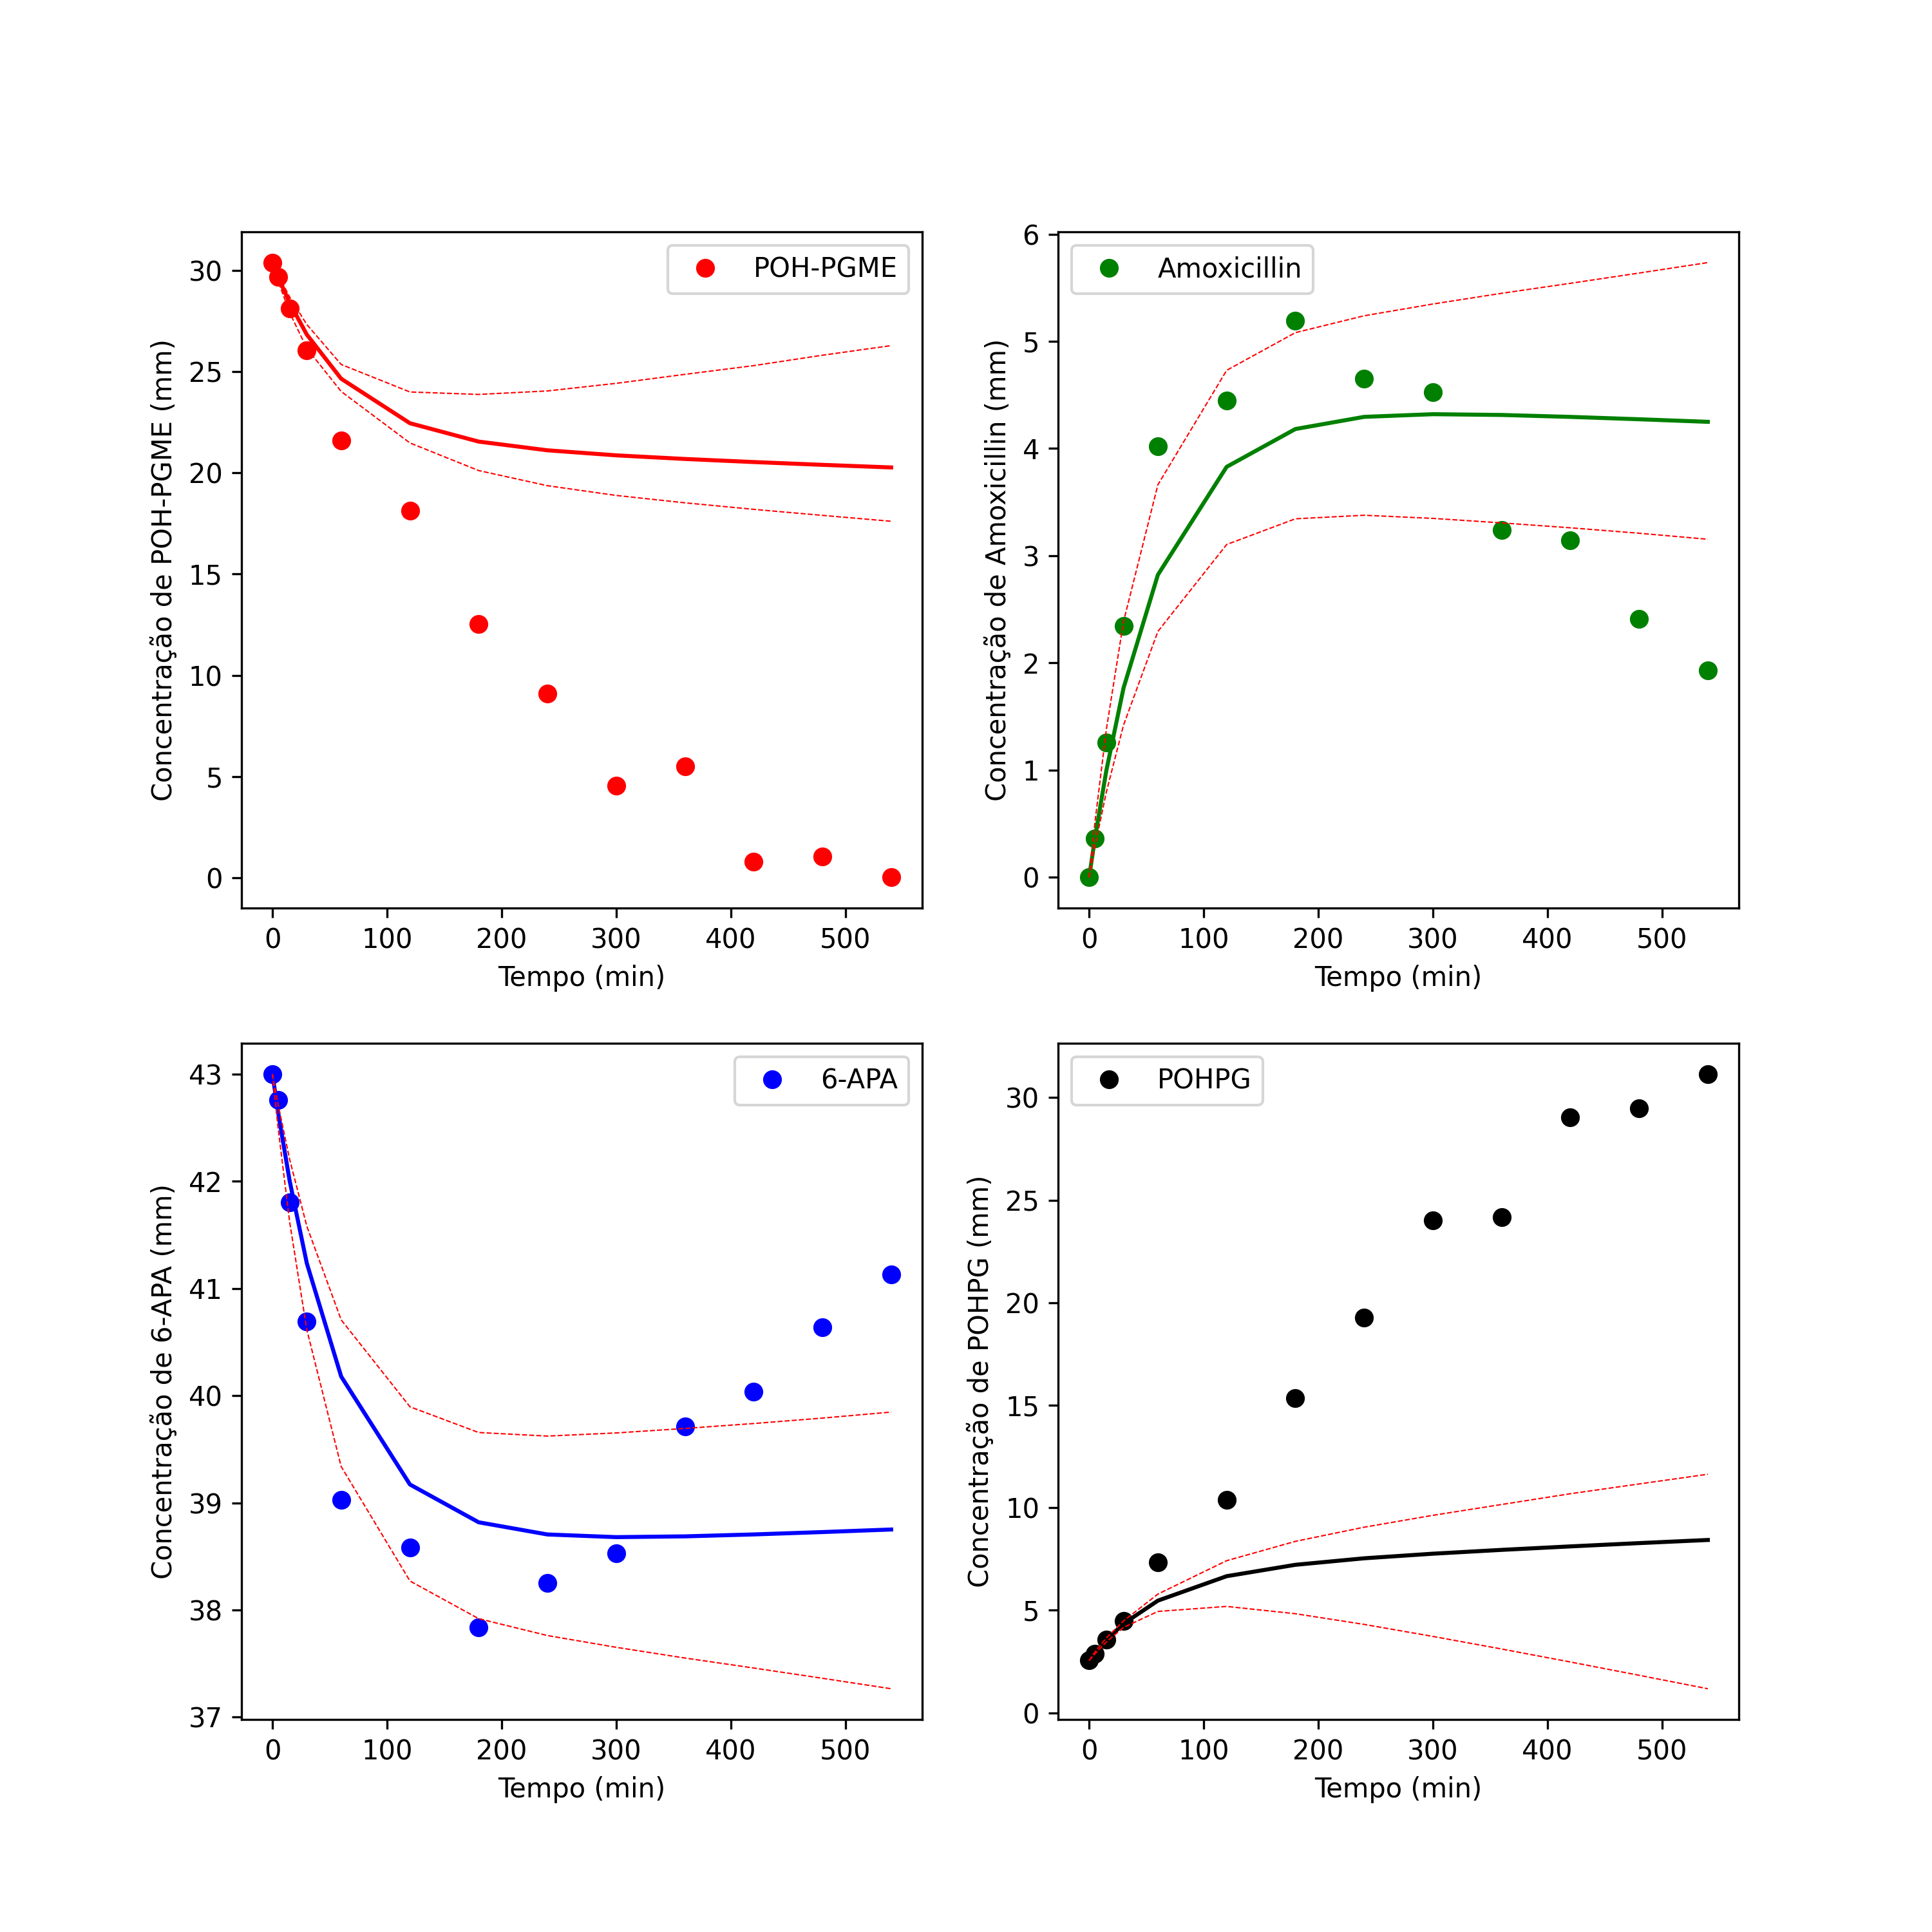 POH-PGME
Concentração de POH-PGME (mm)
30
25
20
15
10
5
0
0 100 200 300 400 500
Tempo (min)
Amoxicillin
Concentração de Amoxicillin (mm)
6
5
4
3
2
1
0
0 100 200 300 400 500
Tempo (min)
6-APA
Concentração de 6-APA (mm)
43
42
41
40
39
38
37
0 100 200 300 400 500
Tempo (min)
POHPG
Concentração de POHPG (mm)
30
25
20
15
10
5
0
0 100 200 300 400 500
Tempo (min)